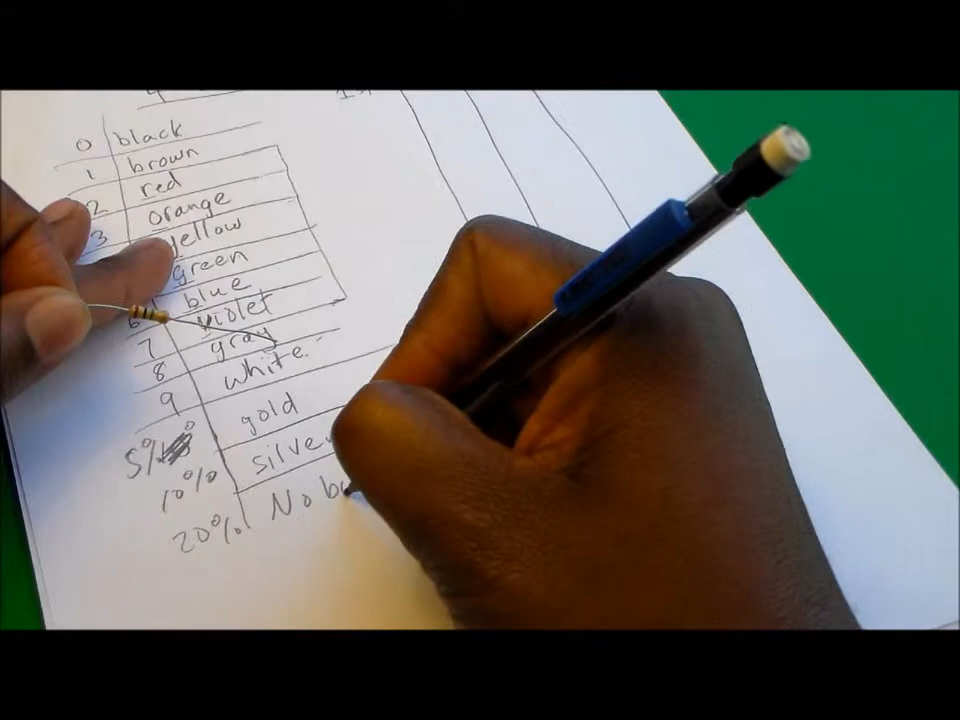 0 black
1 brown
2 red
3 orange
yellow
green
6 blue
7 violet
8 gray
9 white
5% gold
10% silve
20% No b